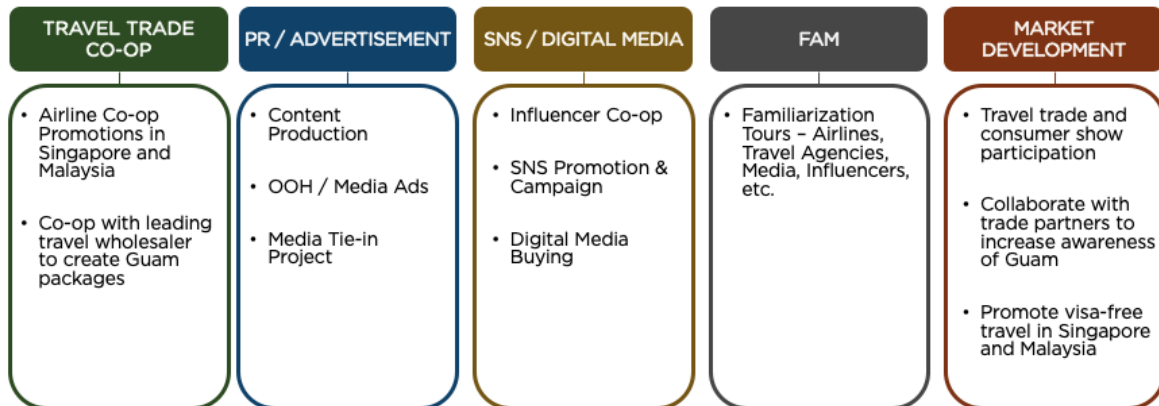 TRAVEL TRADE
CO-OP
• Airline Co-op
Promotions in
Singapore and
Malaysia
• Co-op with leading
travel wholesaler
to create Guam
packages
PR / ADVERTISEMENT
• Content
Production
• OOH / Media Ads
• Media Tie-in
Project
SNS / DIGITAL MEDIA
• Influencer Co-op
• SNS Promotion &
Campaign
• Digital Media
Buying
FAM
• Familiarization
Tours – Airlines,
Travel Agencies,
Media, Influencers,
etc.
MARKET
DEVELOPMENT
• Travel trade and
consumer show
participation
• Collaborate with
trade partners to
increase awareness
of Guam
• Promote visa-free
travel in Singapore
and Malaysia